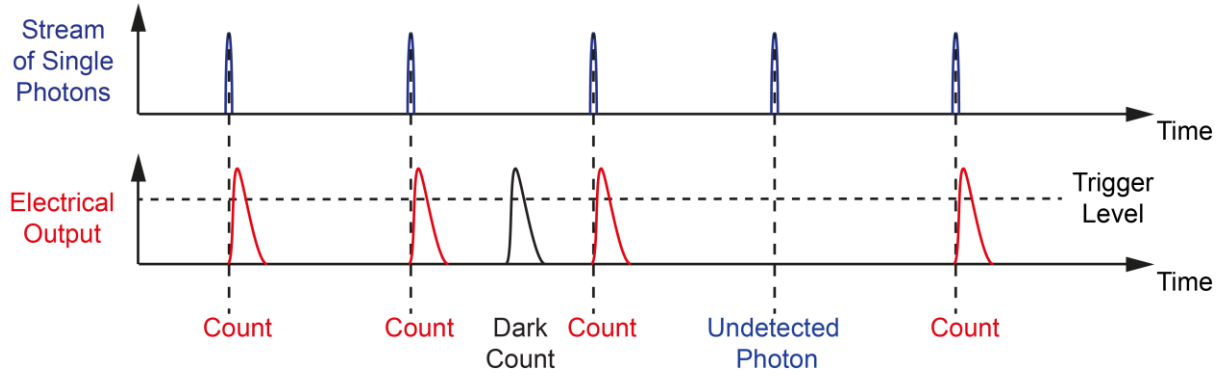 Stream
of Single
Photons
Time
Electrical
Output
Trigger
Level
Time
Count
Count
Dark
Count
Count
Undetected
Photon
Count